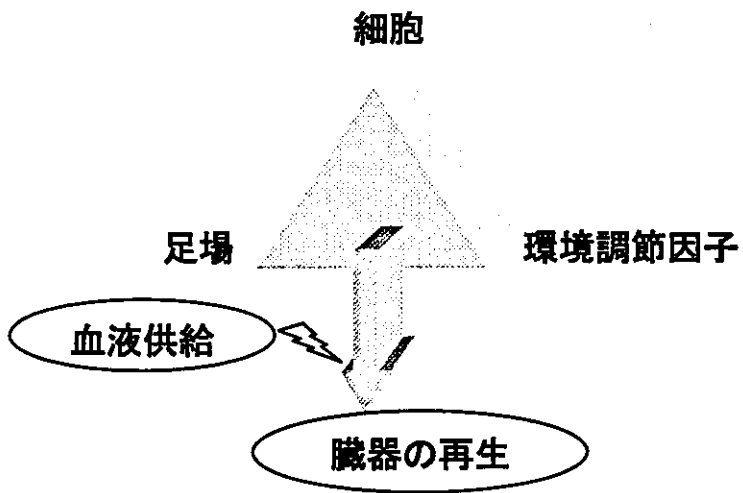 細胞
足場
環境調節因子
血液供給
臓器の再生